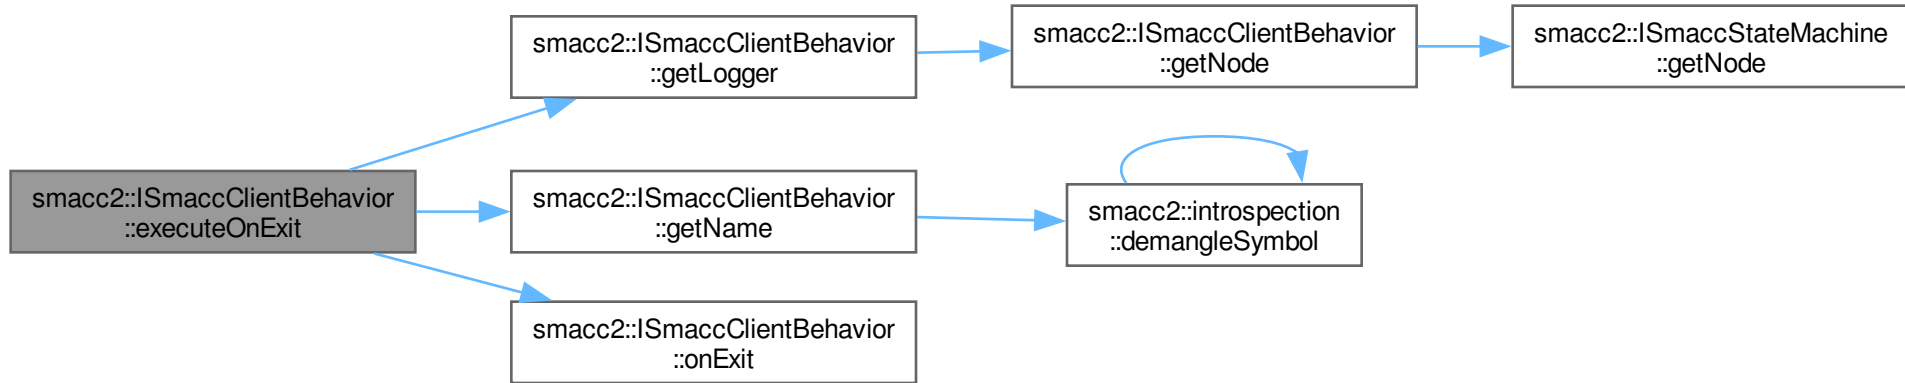 smacc2::ISmaccClientBehavior
::executeOnExit
smacc2::ISmaccClientBehavior
::getLogger
smacc2::ISmaccClientBehavior
::getNode
smacc2::ISmaccStateMachine
::getNode
smacc2::ISmaccClientBehavior
::getName
smacc2::introspection
::demangleSymbol
smacc2::ISmaccClientBehavior
::onExit